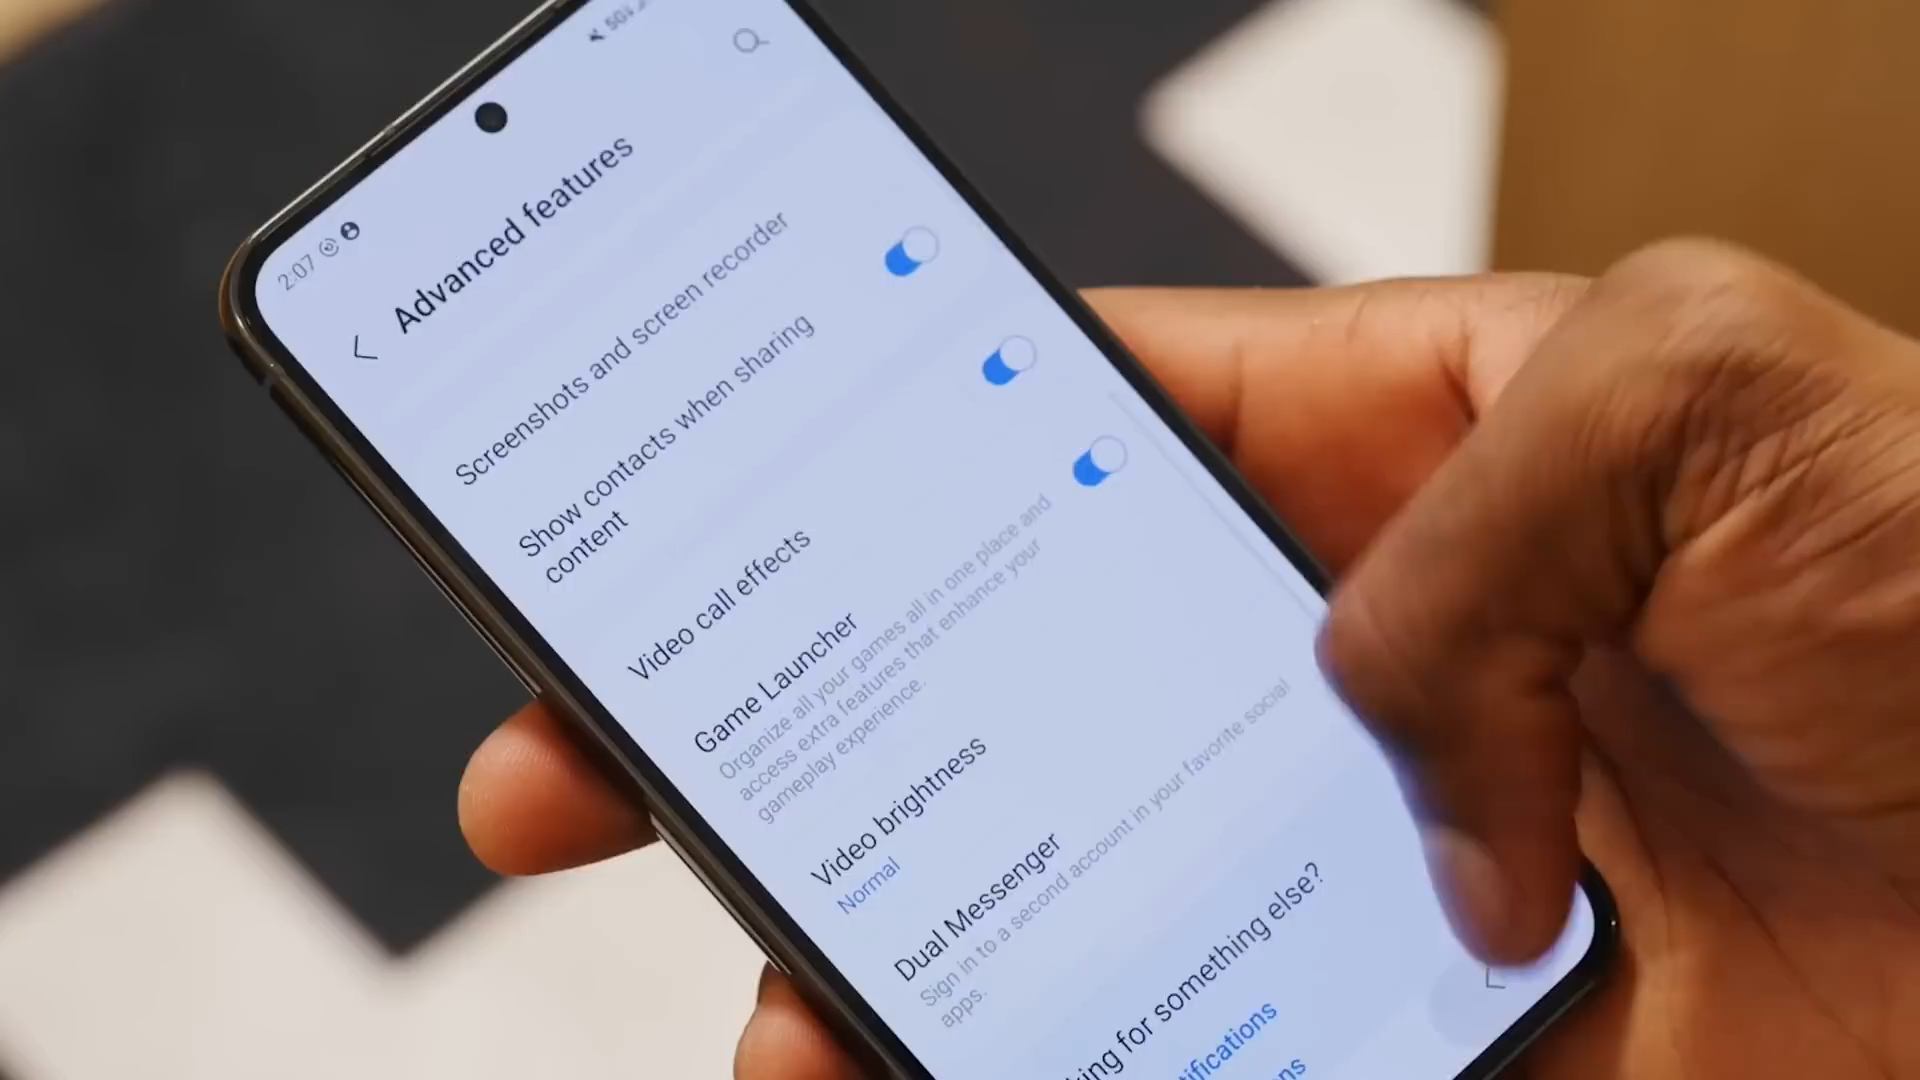 2:07
Advanced features
Screenshots and screen recorder
Show contacts when sharing
content
Video call effects
Game Launcher
Organize all your games all in one place and
access extra features that enhance your
gameplay experience.
Video brightness
Normal
Dual Messenger
Sign in to a second account in your favorite social
apps.
for something else?